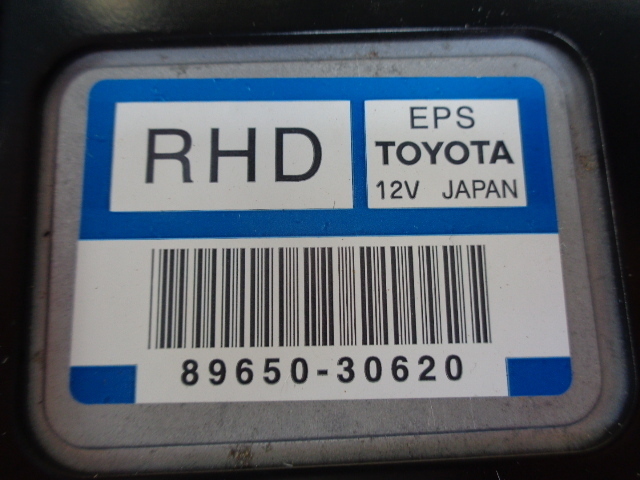 RHD
EPS
TOYOTA
12V JAPAN
89650-30620